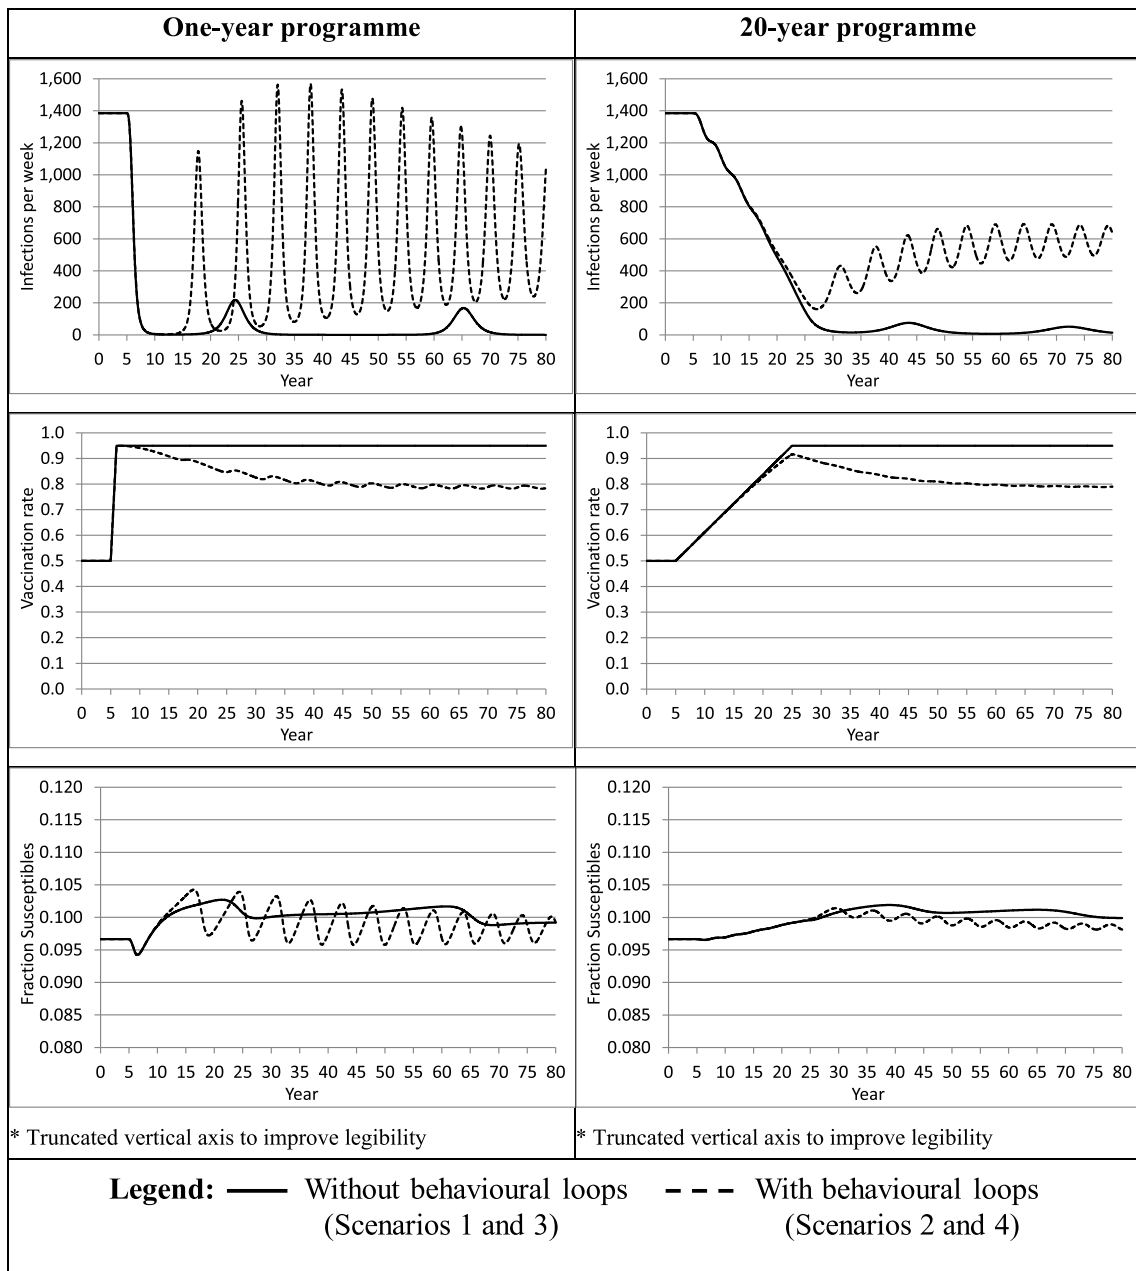 One-year programme
20-year programme
Infections per week
1,600
1,400
1,200
1,000
800
600
400
200
0
0 5 10 15 20 25 30 35 40 45 50 55 60 65 70 75 80
Year
Infections per week
1,600
1,400
1,200
1,000
800
600
400
200
0
0 5 10 15 20 25 30 35 40 45 50 55 60 65 70 75 80
Year
Vaccination rate
1.0
0.9
0.8
0.7
0.6
0.5
0.4
0.3
0.2
0.1
0.0
0 5 10 15 20 25 30 35 40 45 50 55 60 65 70 75 80
Year
Vaccination rate
1.0
0.9
0.8
0.7
0.6
0.5
0.4
0.3
0.2
0.1
0.0
0 5 10 15 20 25 30 35 40 45 50 55 60 65 70 75 80
Year
Fraction Susceptibles
0.120
0.115
0.110
0.105
0.100
0.095
0.090
0.085
0.080
0 5 10 15 20 25 30 35 40 45 50 55 60 65 70 75 80
Year
* Truncated vertical axis to improve legibility
Fraction Susceptibles
0.120
0.115
0.110
0.105
0.100
0.095
0.090
0.085
0.080
0 5 10 15 20 25 30 35 40 45 50 55 60 65 70 75 80
Year
* Truncated vertical axis to improve legibility
Legend: Without behavioural loops With behavioural loops
(Scenarios 1 and 3) (Scenarios 2 and 4)